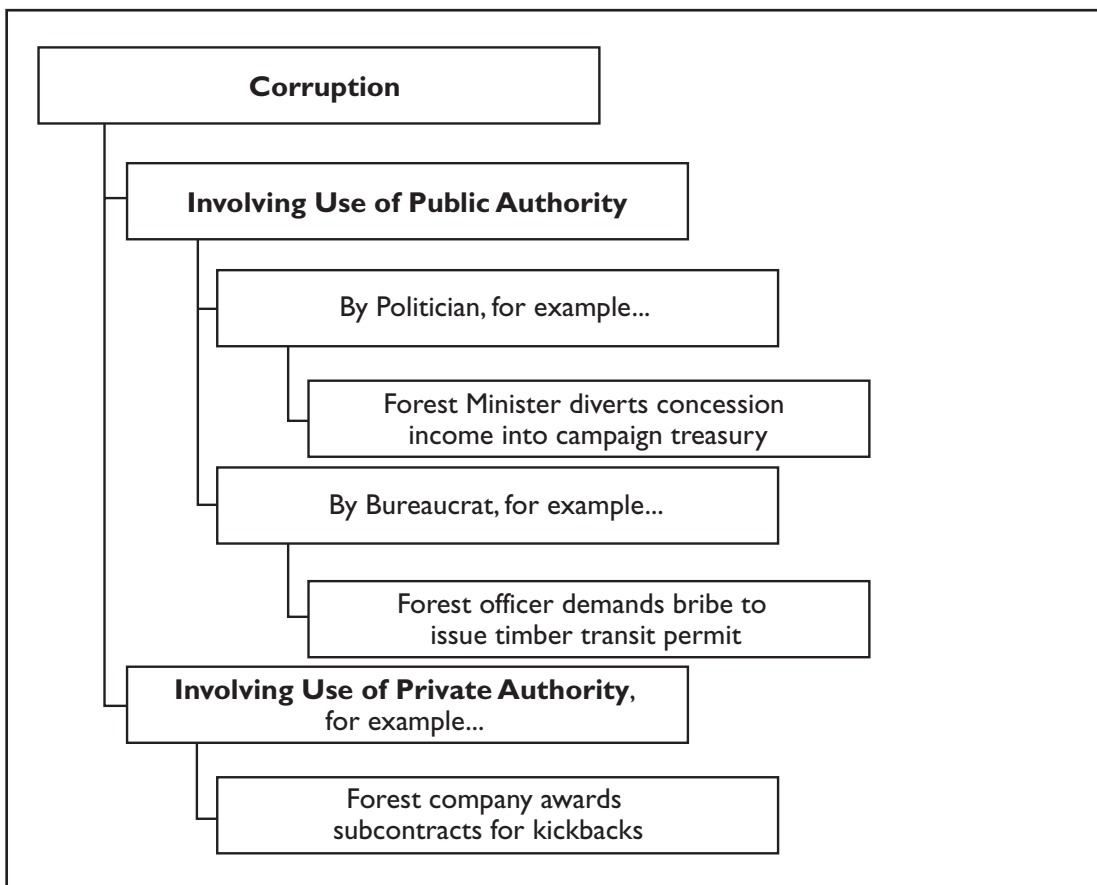 Corruption
Involving Use of Public Authority
By Politician, for example...
Forest Minister diverts concession
income into campaign treasury
By Bureaucrat, for example...
Forest officer demands bribe to
issue timber transit permit
Involving Use of Private Authority,
for example...
Forest company awards
subcontracts for kickbacks